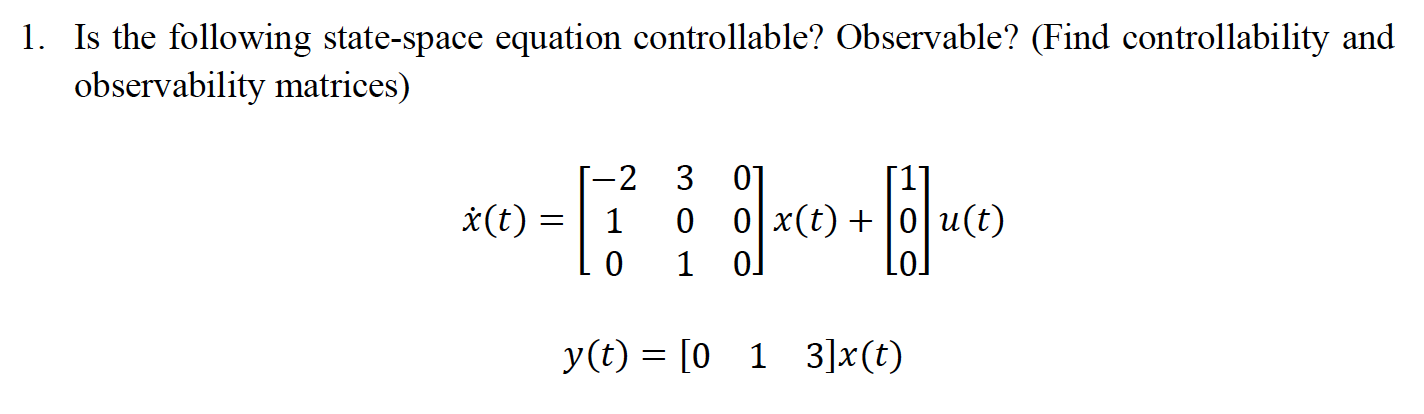 1. Is the following state-space equation controllable? Observable? (Find controllability and
observability matrices)
ẋ(t) = [−2 3 0; 1 0 0; 0 1 0] x(t) + [1; 0; 0] u(t)
y(t) = [0 1 3]x(t)